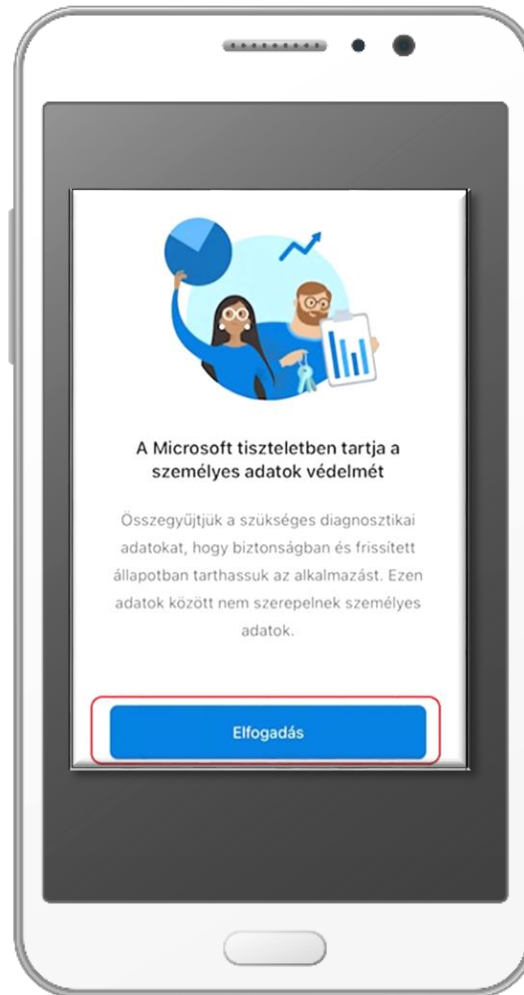 A Microsoft tiszteletben tartja a
személyes adatok védelmét
Összegyűjtjük a szükséges diagnosztikai
adatokat, hogy biztonságban és frissített
állapotban tarthassuk az alkalmazást. Ezen
adatok között nem szerepelnek személyes
adatok.
Elfogadás